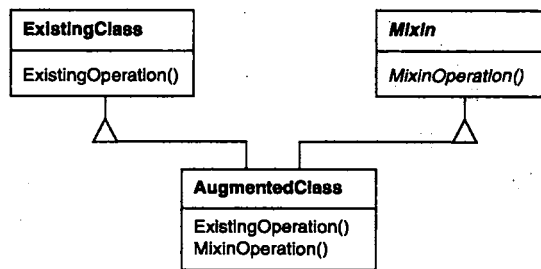 ExistingClass
ExistingOperation()
Mixin
MixinOperation()
AugmentedClass
ExistingOperation()
MixinOperation()